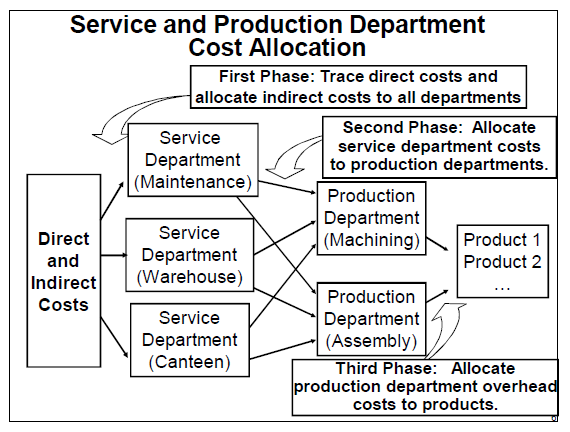 Service and Production Department
Cost Allocation
First Phase: Trace direct costs and
allocate indirect costs to all departments
Second Phase: Allocate
service department costs
to production departments.
Service
Department
(Maintenance)
Direct
and
Indirect
Costs
Service
Department
(Warehouse)
Service
Department
(Canteen)
Production
Department
(Machining)
Production
Department
(Assembly)
Product 1
Product 2
…
Third Phase: Allocate
production department overhead
costs to products.